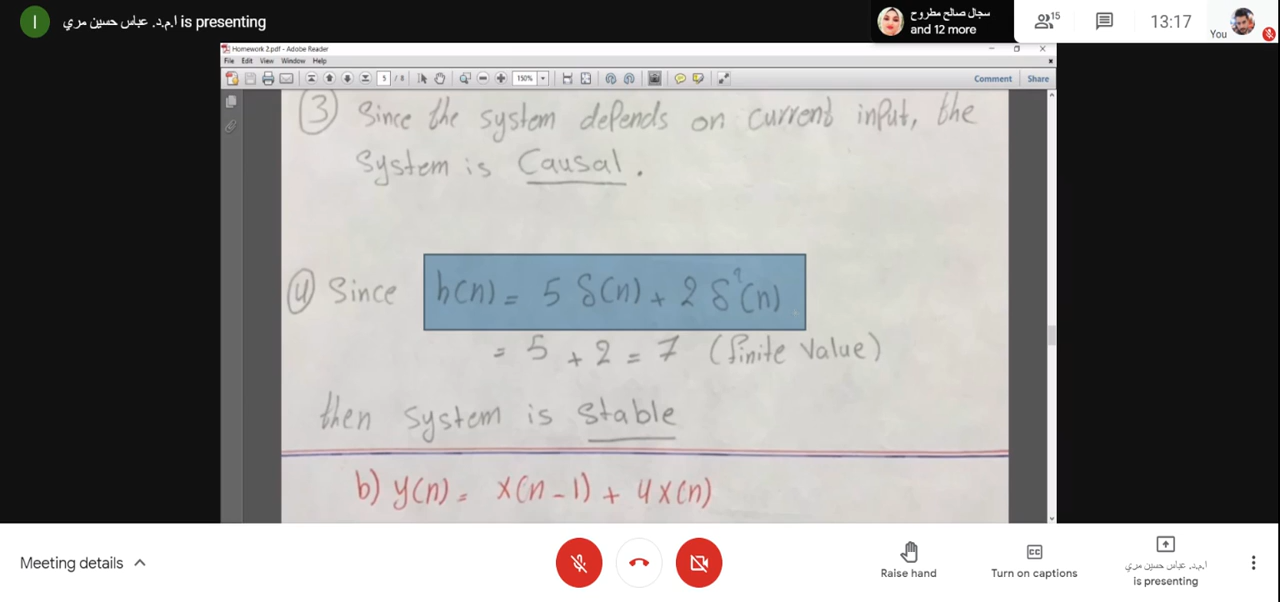 ا.م.د. عباس حسين مري is presenting
سجال صالح مطروح
and 12 more
15
13:17
You
Homework 2.pdf - Adobe Reader
File Edit View Window Help
5 / 8
150%
Comment Share
3 Since the system depends on current input, the
system is Causal.
4 Since h(n) = 5 δ(n) + 2 δ²(n)
= 5 + 2 = 7 (finite value)
then system is stable
b) y(n) = x(n-1) + 4x(n)
Meeting details
Raise hand
Turn on captions
ا.م.د. عباس حسين مري
is presenting